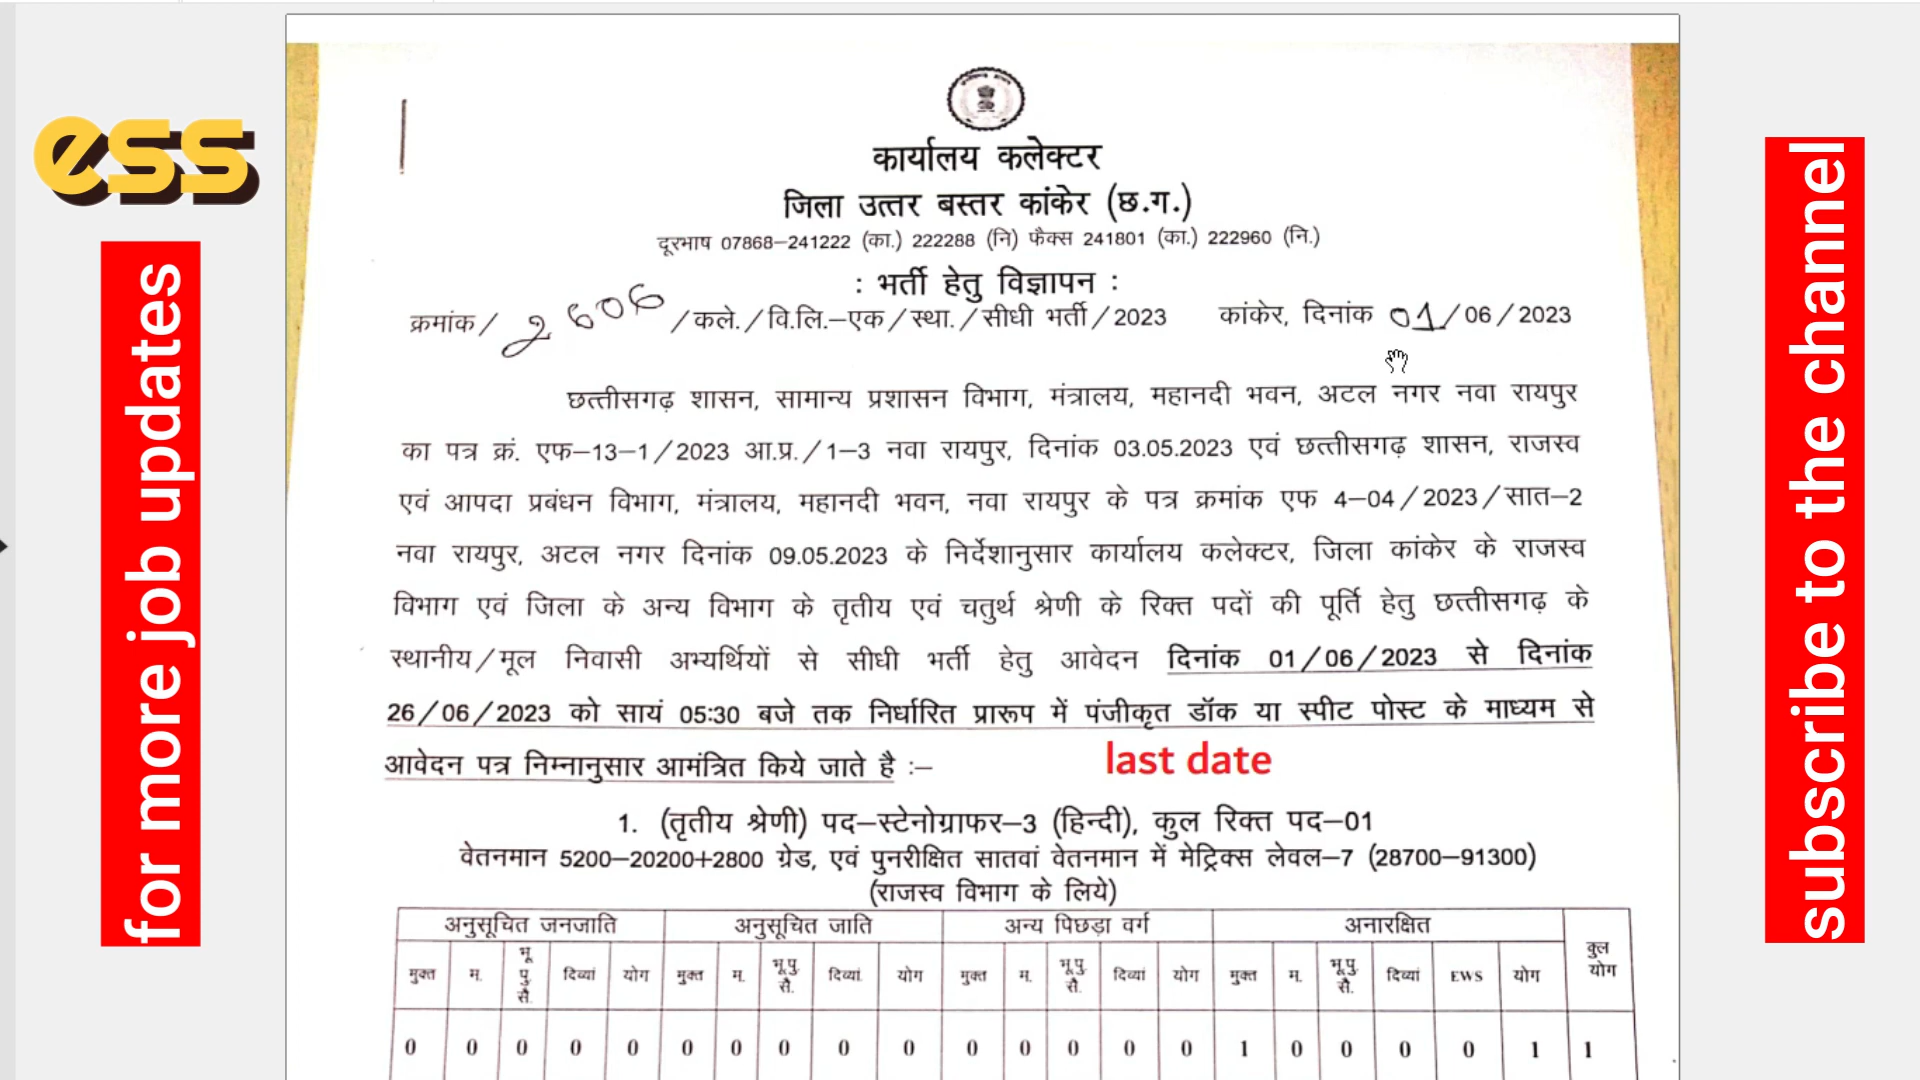 ess
for more job updates
subscribe to the channel
कार्यालय कलेक्टर
जिला उत्तर बस्तर कांकेर (छ.ग.)
दूरभाष 07868–241222 (का.) 222288 (नि) फैक्स 241801 (का.) 222960 (नि.)
: भर्ती हेतु विज्ञापन :
क्रमांक / 2606 /कले./वि.लि.–एक/स्था./सीधी भर्ती/2023 कांकेर, दिनांक 01/06/2023
छत्तीसगढ़ शासन, सामान्य प्रशासन विभाग, मंत्रालय, महानदी भवन, अटल नगर नवा रायपुर
का पत्र क्रं. एफ–13–1/2023 आ.प्र./1–3 नवा रायपुर, दिनांक 03.05.2023 एवं छत्तीसगढ़ शासन, राजस्व
एवं आपदा प्रबंधन विभाग, मंत्रालय, महानदी भवन, नवा रायपुर के पत्र क्रमांक एफ 4–04/2023/सात–2
नवा रायपुर, अटल नगर दिनांक 09.05.2023 के निर्देशानुसार कार्यालय कलेक्टर, जिला कांकेर के राजस्व
विभाग एवं जिला के अन्य विभाग के तृतीय एवं चतुर्थ श्रेणी के रिक्त पदों की पूर्ति हेतु छत्तीसगढ़ के
स्थानीय/मूल निवासी अभ्यर्थियों से सीधी भर्ती हेतु आवेदन दिनांक 01/06/2023 से दिनांक
26/06/2023 को सायं 05:30 बजे तक निर्धारित प्रारूप में पंजीकृत डॉक या स्पीट पोस्ट के माध्यम से
आवेदन पत्र निम्नानुसार आमंत्रित किये जाते है :–
last date
1. (तृतीय श्रेणी) पद–स्टेनोग्राफर–3 (हिन्दी), कुल रिक्त पद–01
वेतनमान 5200–20200+2800 ग्रेड, एवं पुनरीक्षित सातवां वेतनमान में मेट्रिक्स लेवल–7 (28700–91300)
(राजस्व विभाग के लिये)
अनुसूचित जनजाति अनुसूचित जाति अन्य पिछड़ा वर्ग अनारक्षित कुल योग
मुक्त म. भू.पु.सै. दिव्यां योग मुक्त म. भू.पु.सै. दिव्यां. योग मुक्त म. भू.पु.सै. दिव्यां योग मुक्त म. भू.पु.सै. दिव्यां EWS योग
0 0 0 0 0 0 0 0 0 0 0 0 0 0 0 1 0 0 0 0 1 1